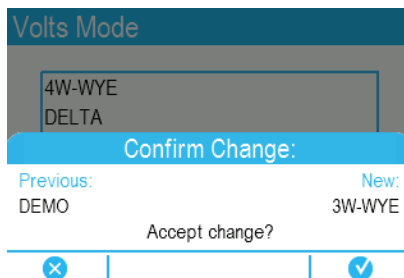 Volts Mode
4W-WYE
DELTA
Confirm Change:
Previous: New:
DEMO 3W-WYE
Accept change?